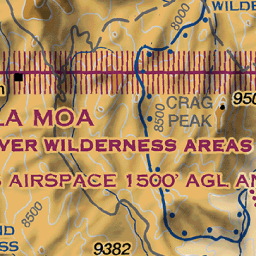 WILDE
8000
8500
950
CRAG
PEAK
LA MOA
VER WILDERNESS AREAS
AIRSPACE 1500' AGL AN
8500
ND
SS
9382